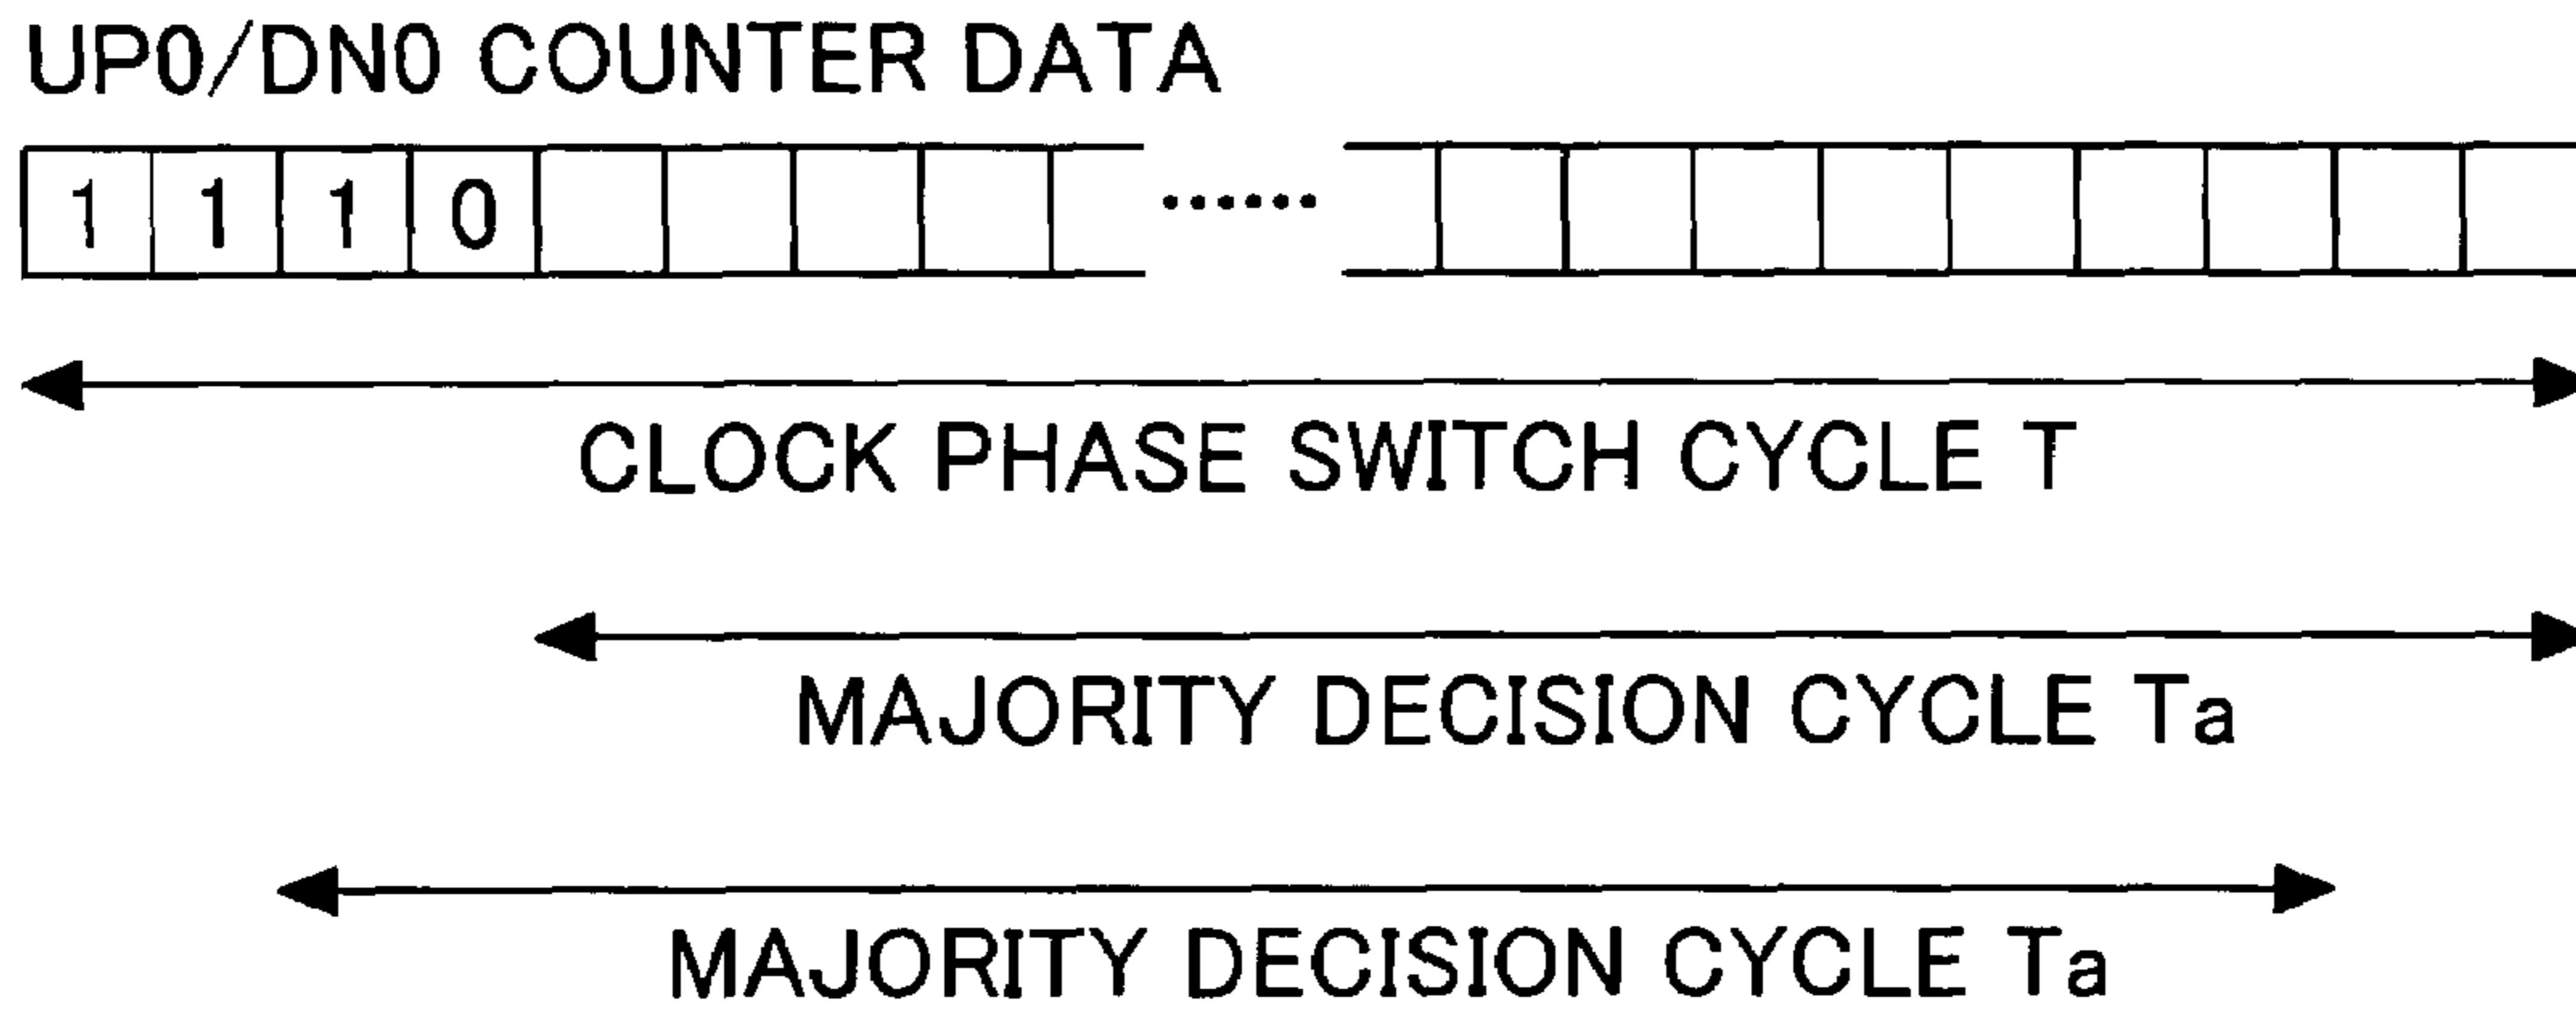 UP0/DN0 COUNTER DATA
1 1 1 0 ······
CLOCK PHASE SWITCH CYCLE T
MAJORITY DECISION CYCLE Ta
MAJORITY DECISION CYCLE Ta